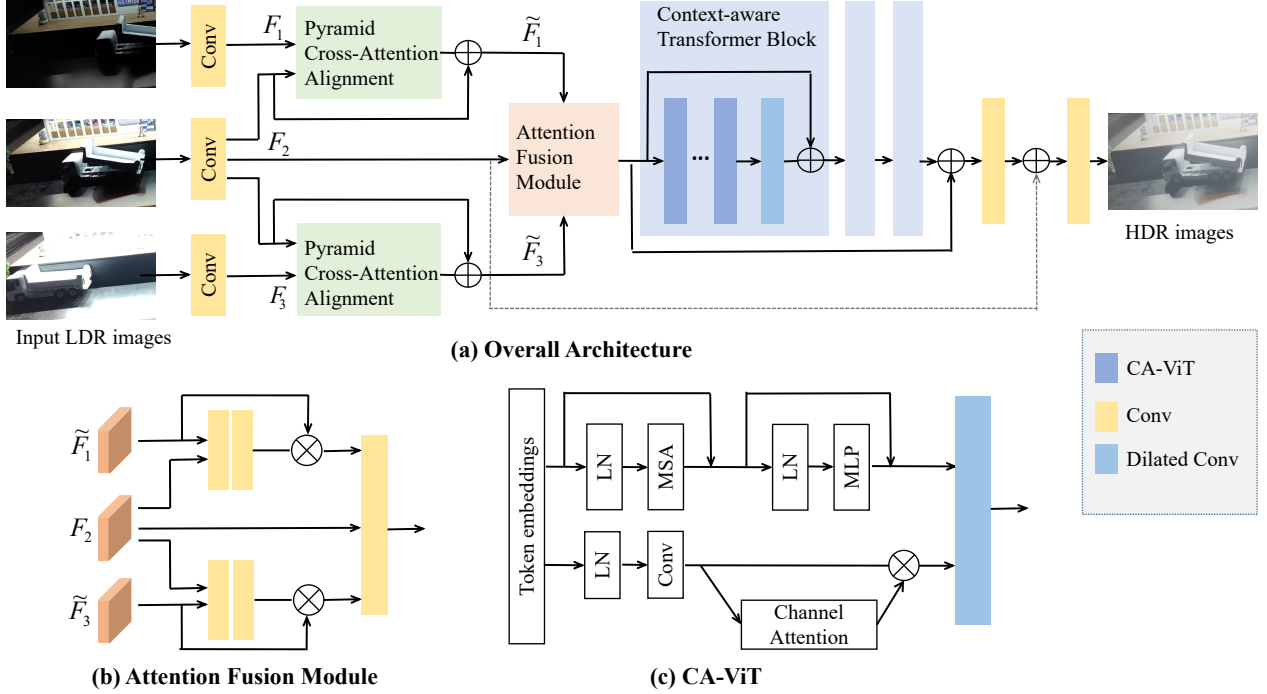 Conv
F₁
Pyramid
Cross-Attention
Alignment
F̃₁
Context-aware
Transformer Block
Conv
F₂
Attention
Fusion
Module
...
HDR images
Conv
F₃
Pyramid
Cross-Attention
Alignment
F̃₃
Input LDR images
(a) Overall Architecture
CA-ViT
Conv
Dilated Conv
F̃₁
F₂
F̃₃
(b) Attention Fusion Module
Token embeddings
LN
MSA
LN
MLP
LN
Conv
Channel
Attention
(c) CA-ViT